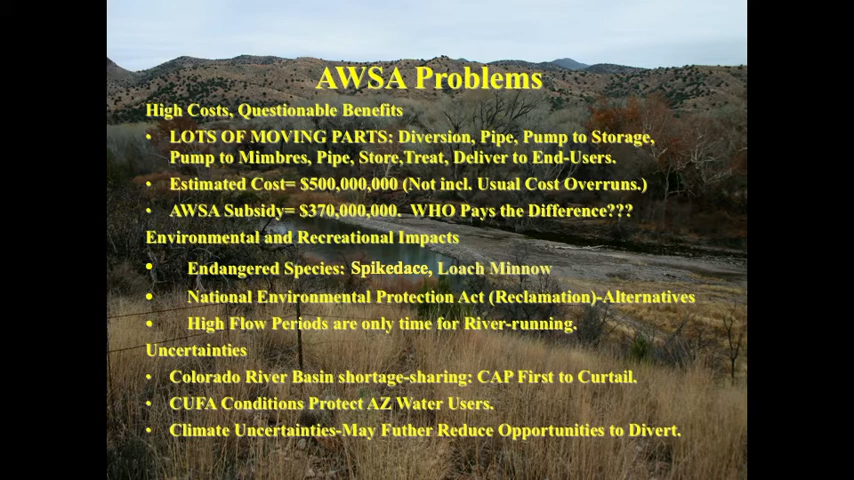 AWSA Problems
High Costs, Questionable Benefits
• LOTS OF MOVING PARTS: Diversion, Pipe, Pump to Storage,
Pump to Mimbres, Pipe, Store,Treat, Deliver to End-Users.
• Estimated Cost= $500,000,000 (Not incl. Usual Cost Overruns.)
• AWSA Subsidy= $370,000,000. WHO Pays the Difference???
Environmental and Recreational Impacts
• Endangered Species: Spikedace, Loach Minnow
• National Environmental Protection Act (Reclamation)-Alternatives
• High Flow Periods are only time for River-running.
Uncertainties
• Colorado River Basin shortage-sharing: CAP First to Curtail.
• CUFA Conditions Protect AZ Water Users.
• Climate Uncertainties-May Futher Reduce Opportunities to Divert.